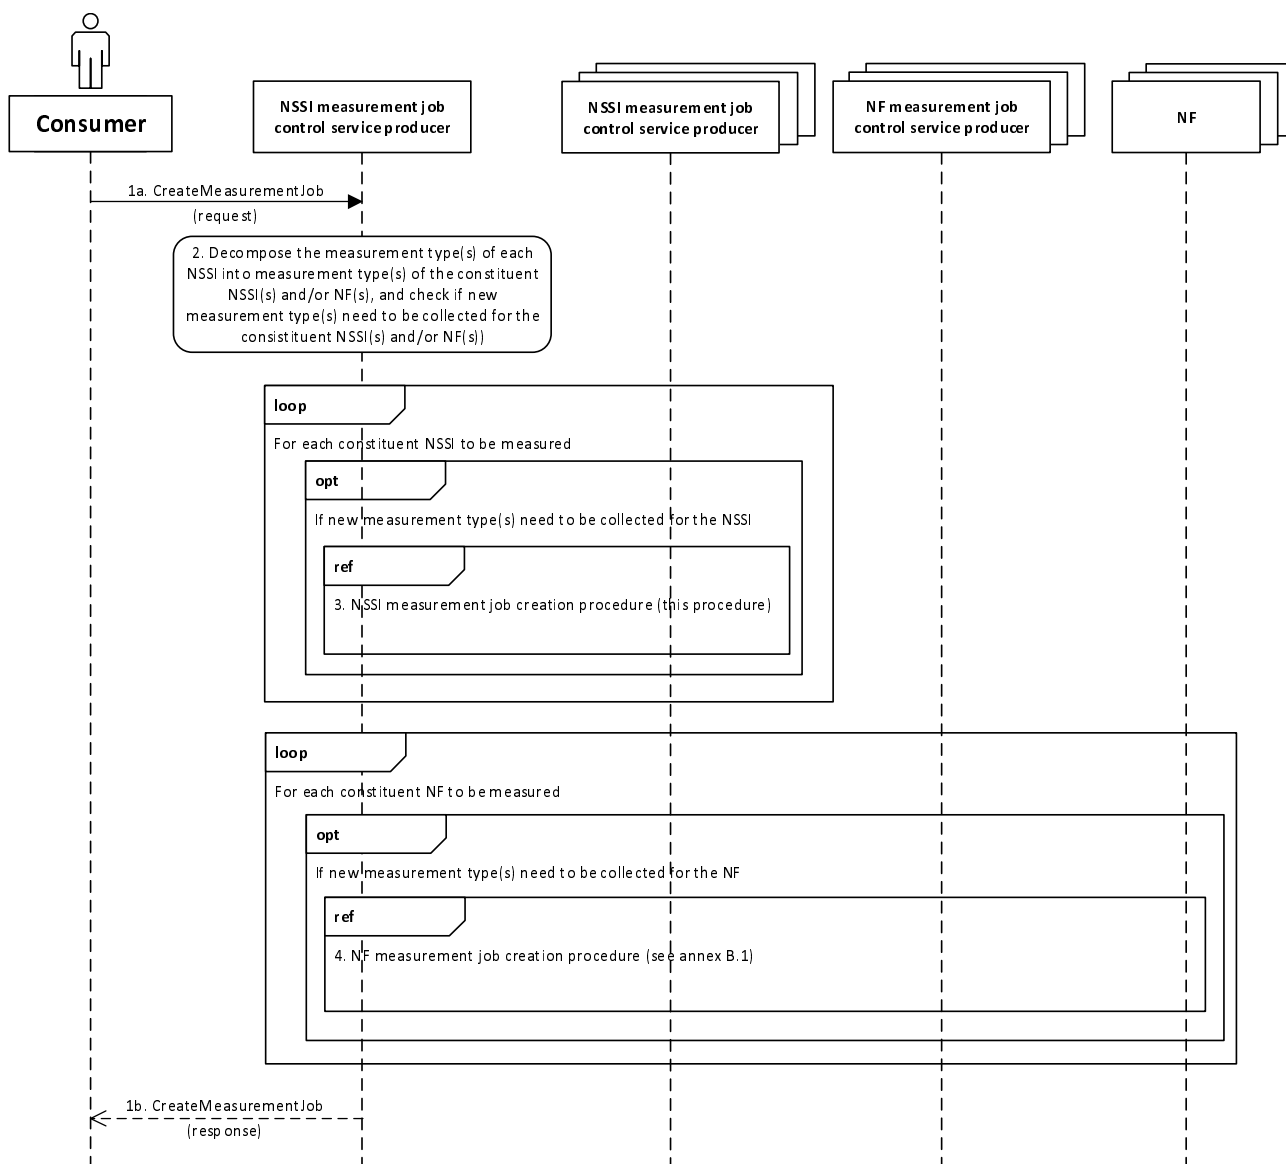 Consumer
NSSI measurement job
control service producer
NSSI measurement job
control service producer
NF measurement job
control service producer
NF
1a. CreateMeasurementJob
(request)
2. Decompose the measurement type(s) of each
NSSI into measurement type(s) of the constituent
NSSI(s) and/or NF(s), and check if new
measurement type(s) need to be collected for the
consistituent NSSI(s) and/or NF(s))
loop
For each constituent NSSI to be measured
opt
If new measurement type(s) need to be collected for the NSSI
ref
3. NSSI measurement job creation procedure (this procedure)
loop
For each constituent NF to be measured
opt
If new measurement type(s) need to be collected for the NF
ref
4. NF measurement job creation procedure (see annex B.1)
1b. CreateMeasurementJob
(response)